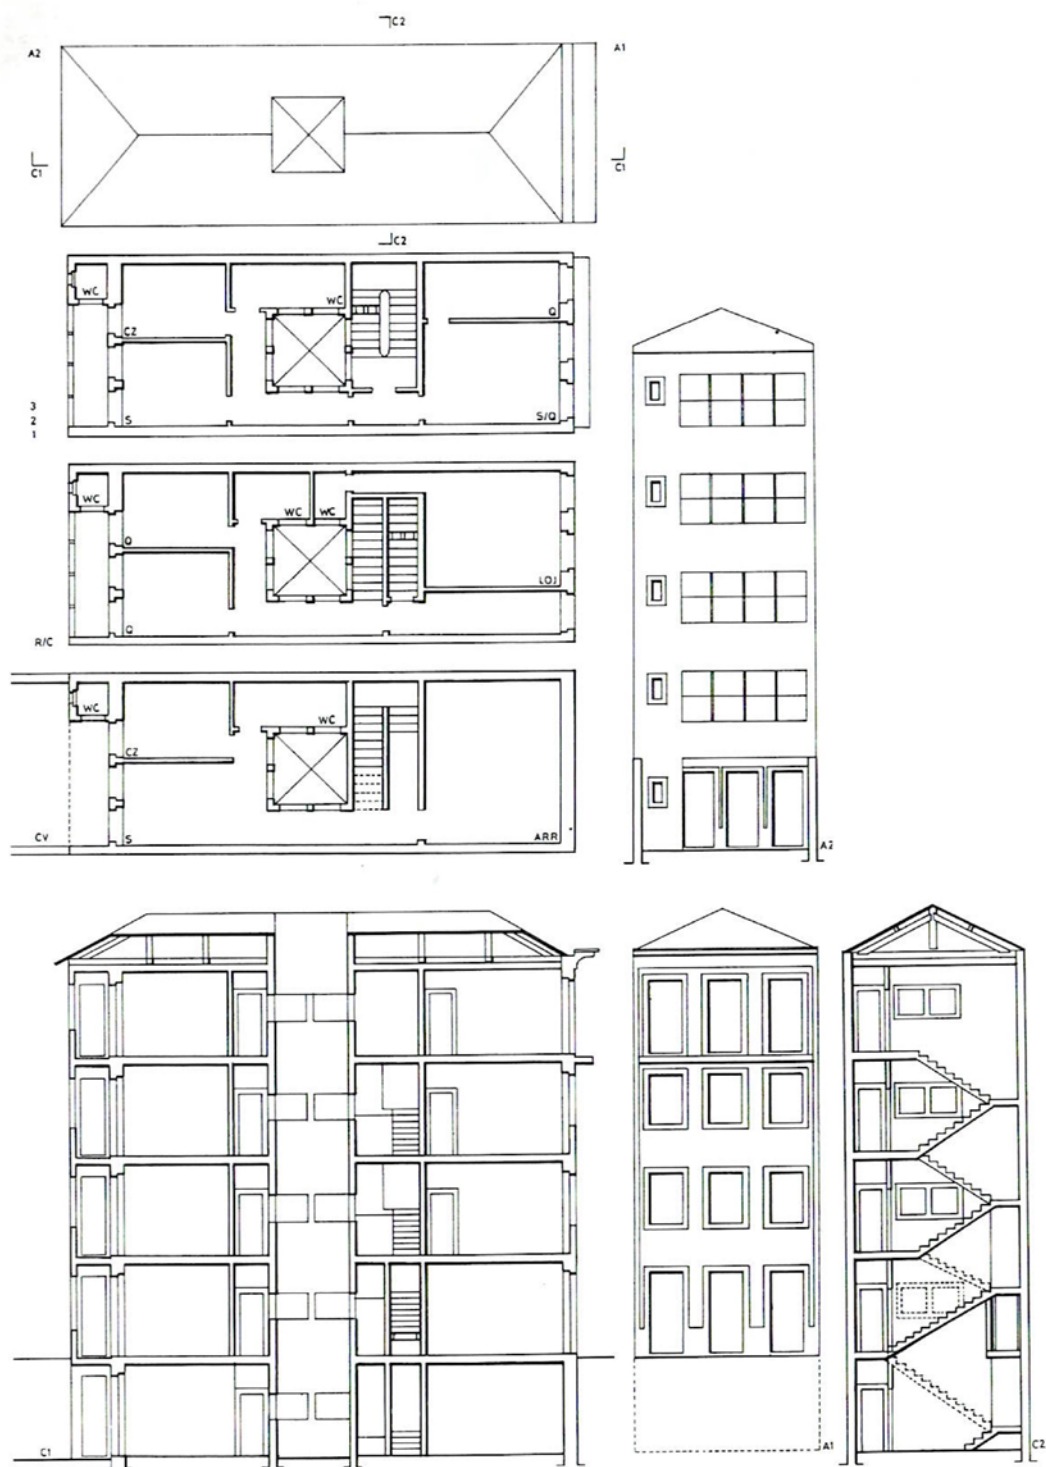 C2
A2 A1
C1 C1
C2
WC WC
CZ Q
3
2
1 S S/Q
WC
WC WC
Q LOJ
Q
R/C
WC WC
CZ
CV S ARR
A2
C1 A1 C2